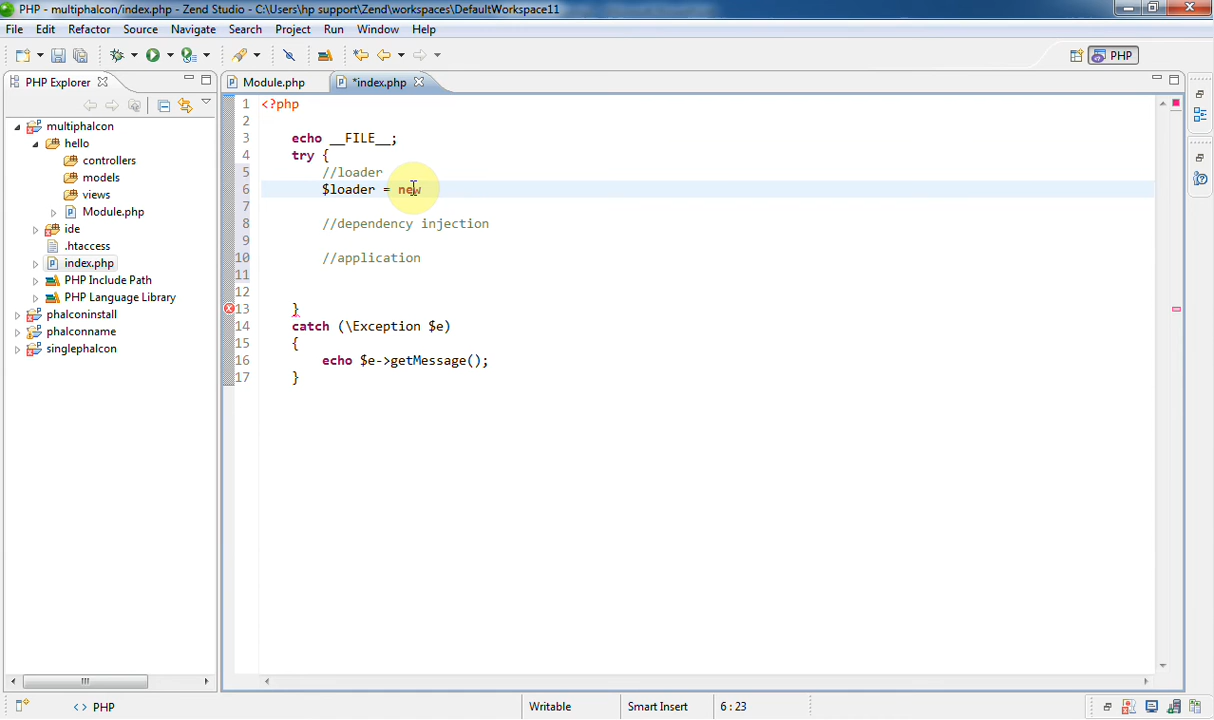 PHP - multiphalcon/index.php - Zend Studio - C:\Users\hp support\Zend\workspaces\DefaultWorkspace11
File Edit Refactor Source Navigate Search Project Run Window Help
PHP
PHP Explorer
Module.php *index.php
multiphalcon
hello
controllers
models
views
Module.php
ide
.htaccess
index.php
PHP Include Path
PHP Language Library
phalconinstall
phalconname
singlephalcon
1 <?php
2
3 echo __FILE__;
4 try {
5 //loader
6 $loader = new
7
8 //dependency injection
9
10 //application
11
12
13 }
14 catch (\Exception $e)
15 {
16 echo $e->getMessage();
17 }
<> PHP Writable Smart Insert 6 : 23